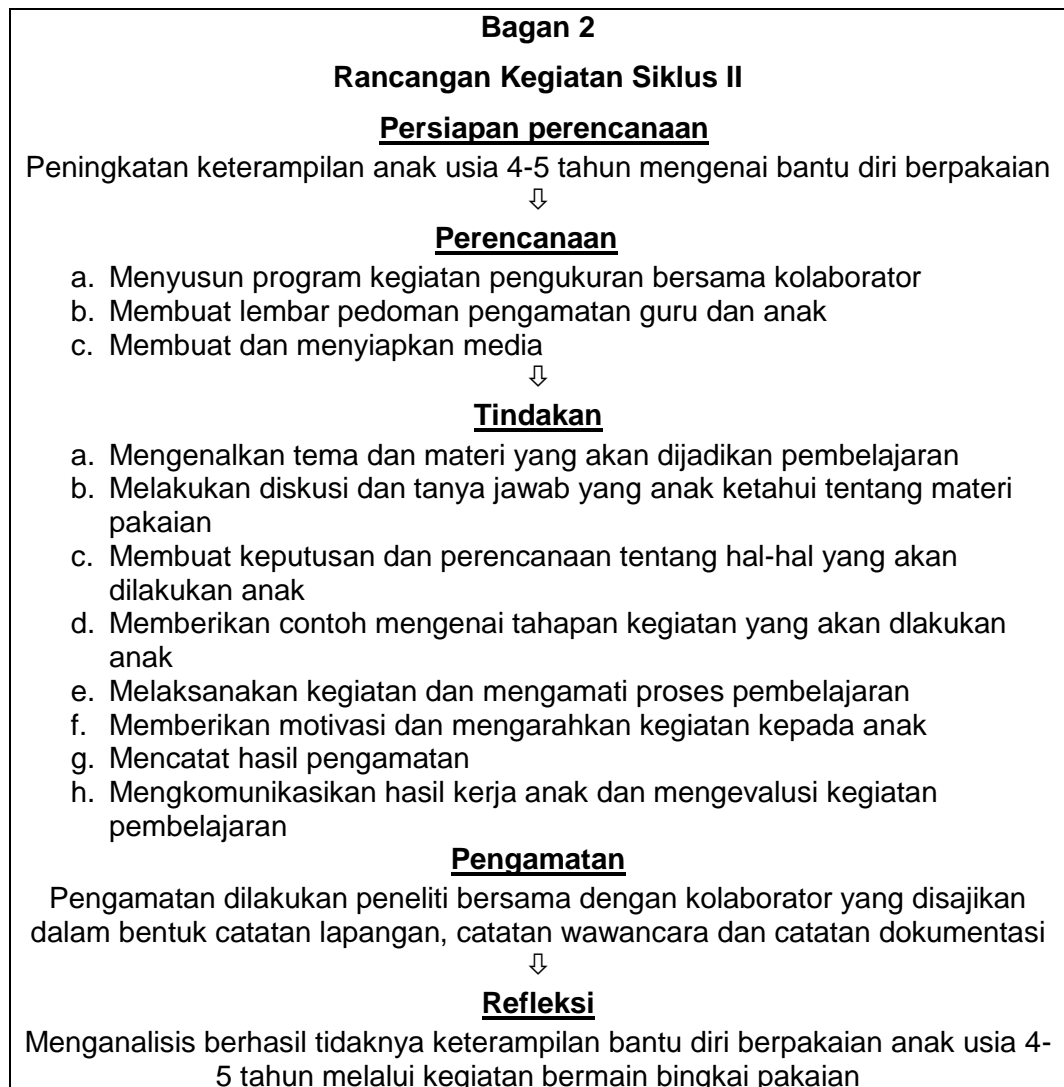 Bagan 2
Rancangan Kegiatan Siklus II
Persiapan perencanaan
Peningkatan keterampilan anak usia 4-5 tahun mengenai bantu diri berpakaian
⇩
Perencanaan
a. Menyusun program kegiatan pengukuran bersama kolaborator
b. Membuat lembar pedoman pengamatan guru dan anak
c. Membuat dan menyiapkan media
⇩
Tindakan
a. Mengenalkan tema dan materi yang akan dijadikan pembelajaran
b. Melakukan diskusi dan tanya jawab yang anak ketahui tentang materi
pakaian
c. Membuat keputusan dan perencanaan tentang hal-hal yang akan
dilakukan anak
d. Memberikan contoh mengenai tahapan kegiatan yang akan dlakukan
anak
e. Melaksanakan kegiatan dan mengamati proses pembelajaran
f. Memberikan motivasi dan mengarahkan kegiatan kepada anak
g. Mencatat hasil pengamatan
h. Mengkomunikasikan hasil kerja anak dan mengevalusi kegiatan
pembelajaran
Pengamatan
Pengamatan dilakukan peneliti bersama dengan kolaborator yang disajikan
dalam bentuk catatan lapangan, catatan wawancara dan catatan dokumentasi
⇩
Refleksi
Menganalisis berhasil tidaknya keterampilan bantu diri berpakaian anak usia 4-
5 tahun melalui kegiatan bermain bingkai pakaian